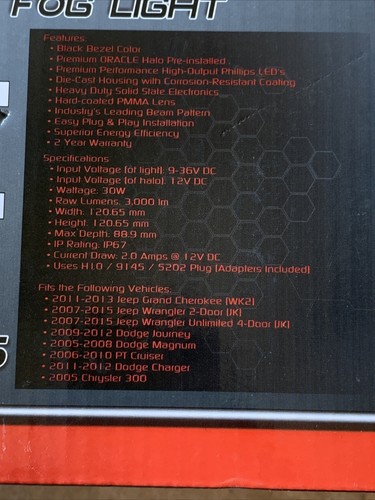 FOG LIGHT
Features:
• Black Bezel Color
• Premium ORACLE Halo Pre-installed
• Premium Performance High-Output Phillips LED's
• Die-Cast Housing with Corrosion-Resistant Coating
• Heavy Duty Solid State Electronics
• Hard-coated PMMA Lens
• Industry's Leading Beam Pattern
• Easy Plug & Play Installation
• Superior Energy Efficiency
• 2 Year Warranty
Specifications
• Input Voltage (of light): 9-36V DC
• Input Voltage (of halo): 12V DC
• Wattage: 30W
• Raw Lumens: 3,000 lm
• Width: 120.65 mm
• Height: 120.65 mm
• Max Depth: 88.9 mm
• IP Rating: IP67
• Current Draw: 2.0 Amps @ 12V DC
• Uses H10 / 9145 / 5202 Plug (Adapters Included)
Fits the Following Vehicles:
• 2011-2013 Jeep Grand Cherokee (WK2)
• 2007-2015 Jeep Wrangler 2-Door (JK)
• 2007-2015 Jeep Wrangler Unlimited 4-Door (JK)
• 2009-2012 Dodge Journey
• 2005-2008 Dodge Magnum
• 2006-2010 PT Cruiser
• 2011-2012 Dodge Charger
• 2005 Chrysler 300